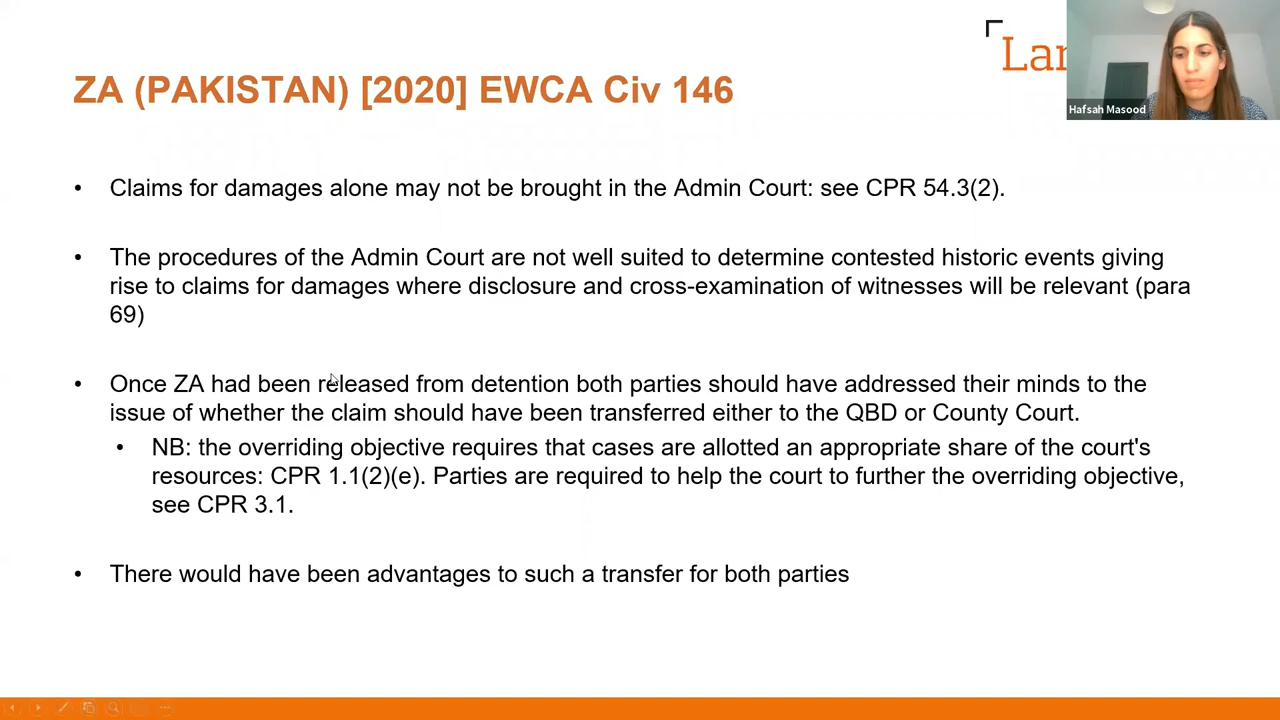 ZA (PAKISTAN) [2020] EWCA Civ 146
Lan
Hafsah Masood
• Claims for damages alone may not be brought in the Admin Court: see CPR 54.3(2).
• The procedures of the Admin Court are not well suited to determine contested historic events giving
rise to claims for damages where disclosure and cross-examination of witnesses will be relevant (para
69)
• Once ZA had been released from detention both parties should have addressed their minds to the
issue of whether the claim should have been transferred either to the QBD or County Court.
• NB: the overriding objective requires that cases are allotted an appropriate share of the court's
resources: CPR 1.1(2)(e). Parties are required to help the court to further the overriding objective,
see CPR 3.1.
• There would have been advantages to such a transfer for both parties